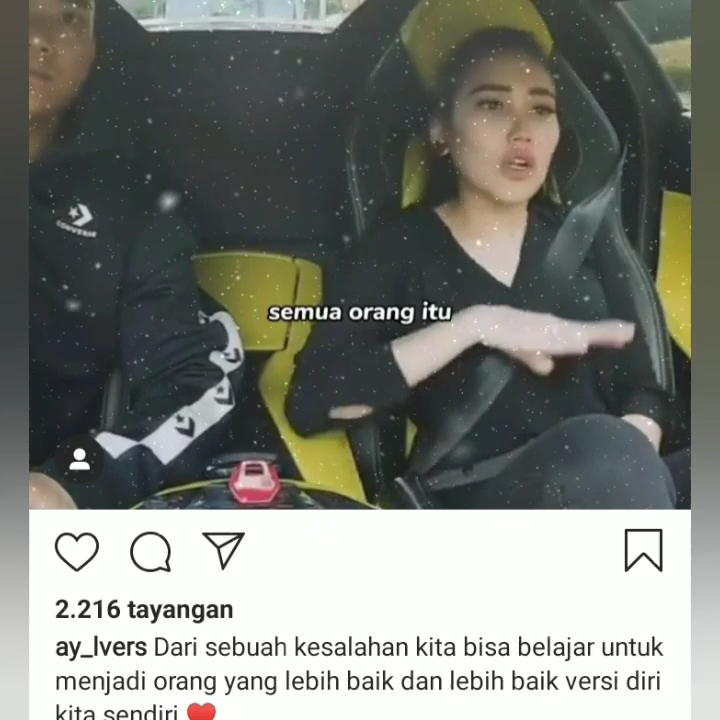 CONVERSE
semua orang itu
2.216 tayangan
ay_lvers Dari sebuah kesalahan kita bisa belajar untuk
menjadi orang yang lebih baik dan lebih baik versi diri
kita sendiri